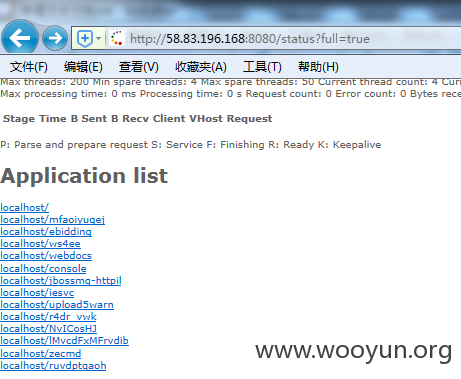 http://58.83.196.168:8080/status?full=true
文件(F) 编辑(E) 查看(V) 收藏夹(A) 工具(T) 帮助(H)
Max threads: 200 Min spare threads: 4 Max spare threads: 50 Current thread count: 4 C
Max processing time: 0 ms Processing time: 0 s Request count: 0 Error count: 0 Bytes rece
Stage Time B Sent B Recv Client VHost Request
P: Parse and prepare request S: Service F: Finishing R: Ready K: Keepalive
Application list
localhost/
localhost/mfaoiyuqej
localhost/ebidding
localhost/ws4ee
localhost/webdocs
localhost/console
localhost/jbossmq-httpil
localhost/iesvc
localhost/upload5warn
localhost/r4dr_vwk
localhost/NvICosHJ
localhost/lMvcdFxMFrvdib
localhost/zecmd
localhost/ruvdptqaoh
www.wooyun.org